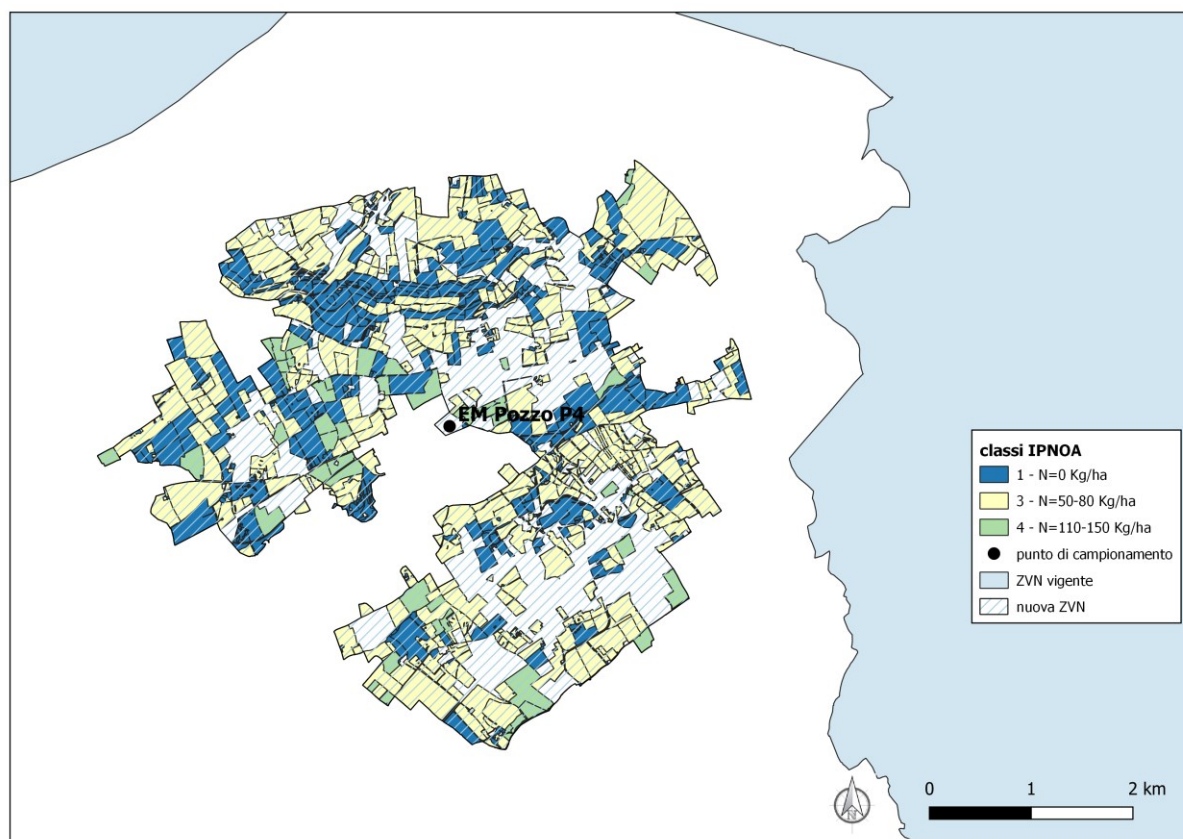 EM Pozzo P4
classi IPNOA
1 - N=0 Kg/ha
3 - N=50-80 Kg/ha
4 - N=110-150 Kg/ha
punto di campionamento
ZVN vigente
nuova ZVN
N
0 1 2 km